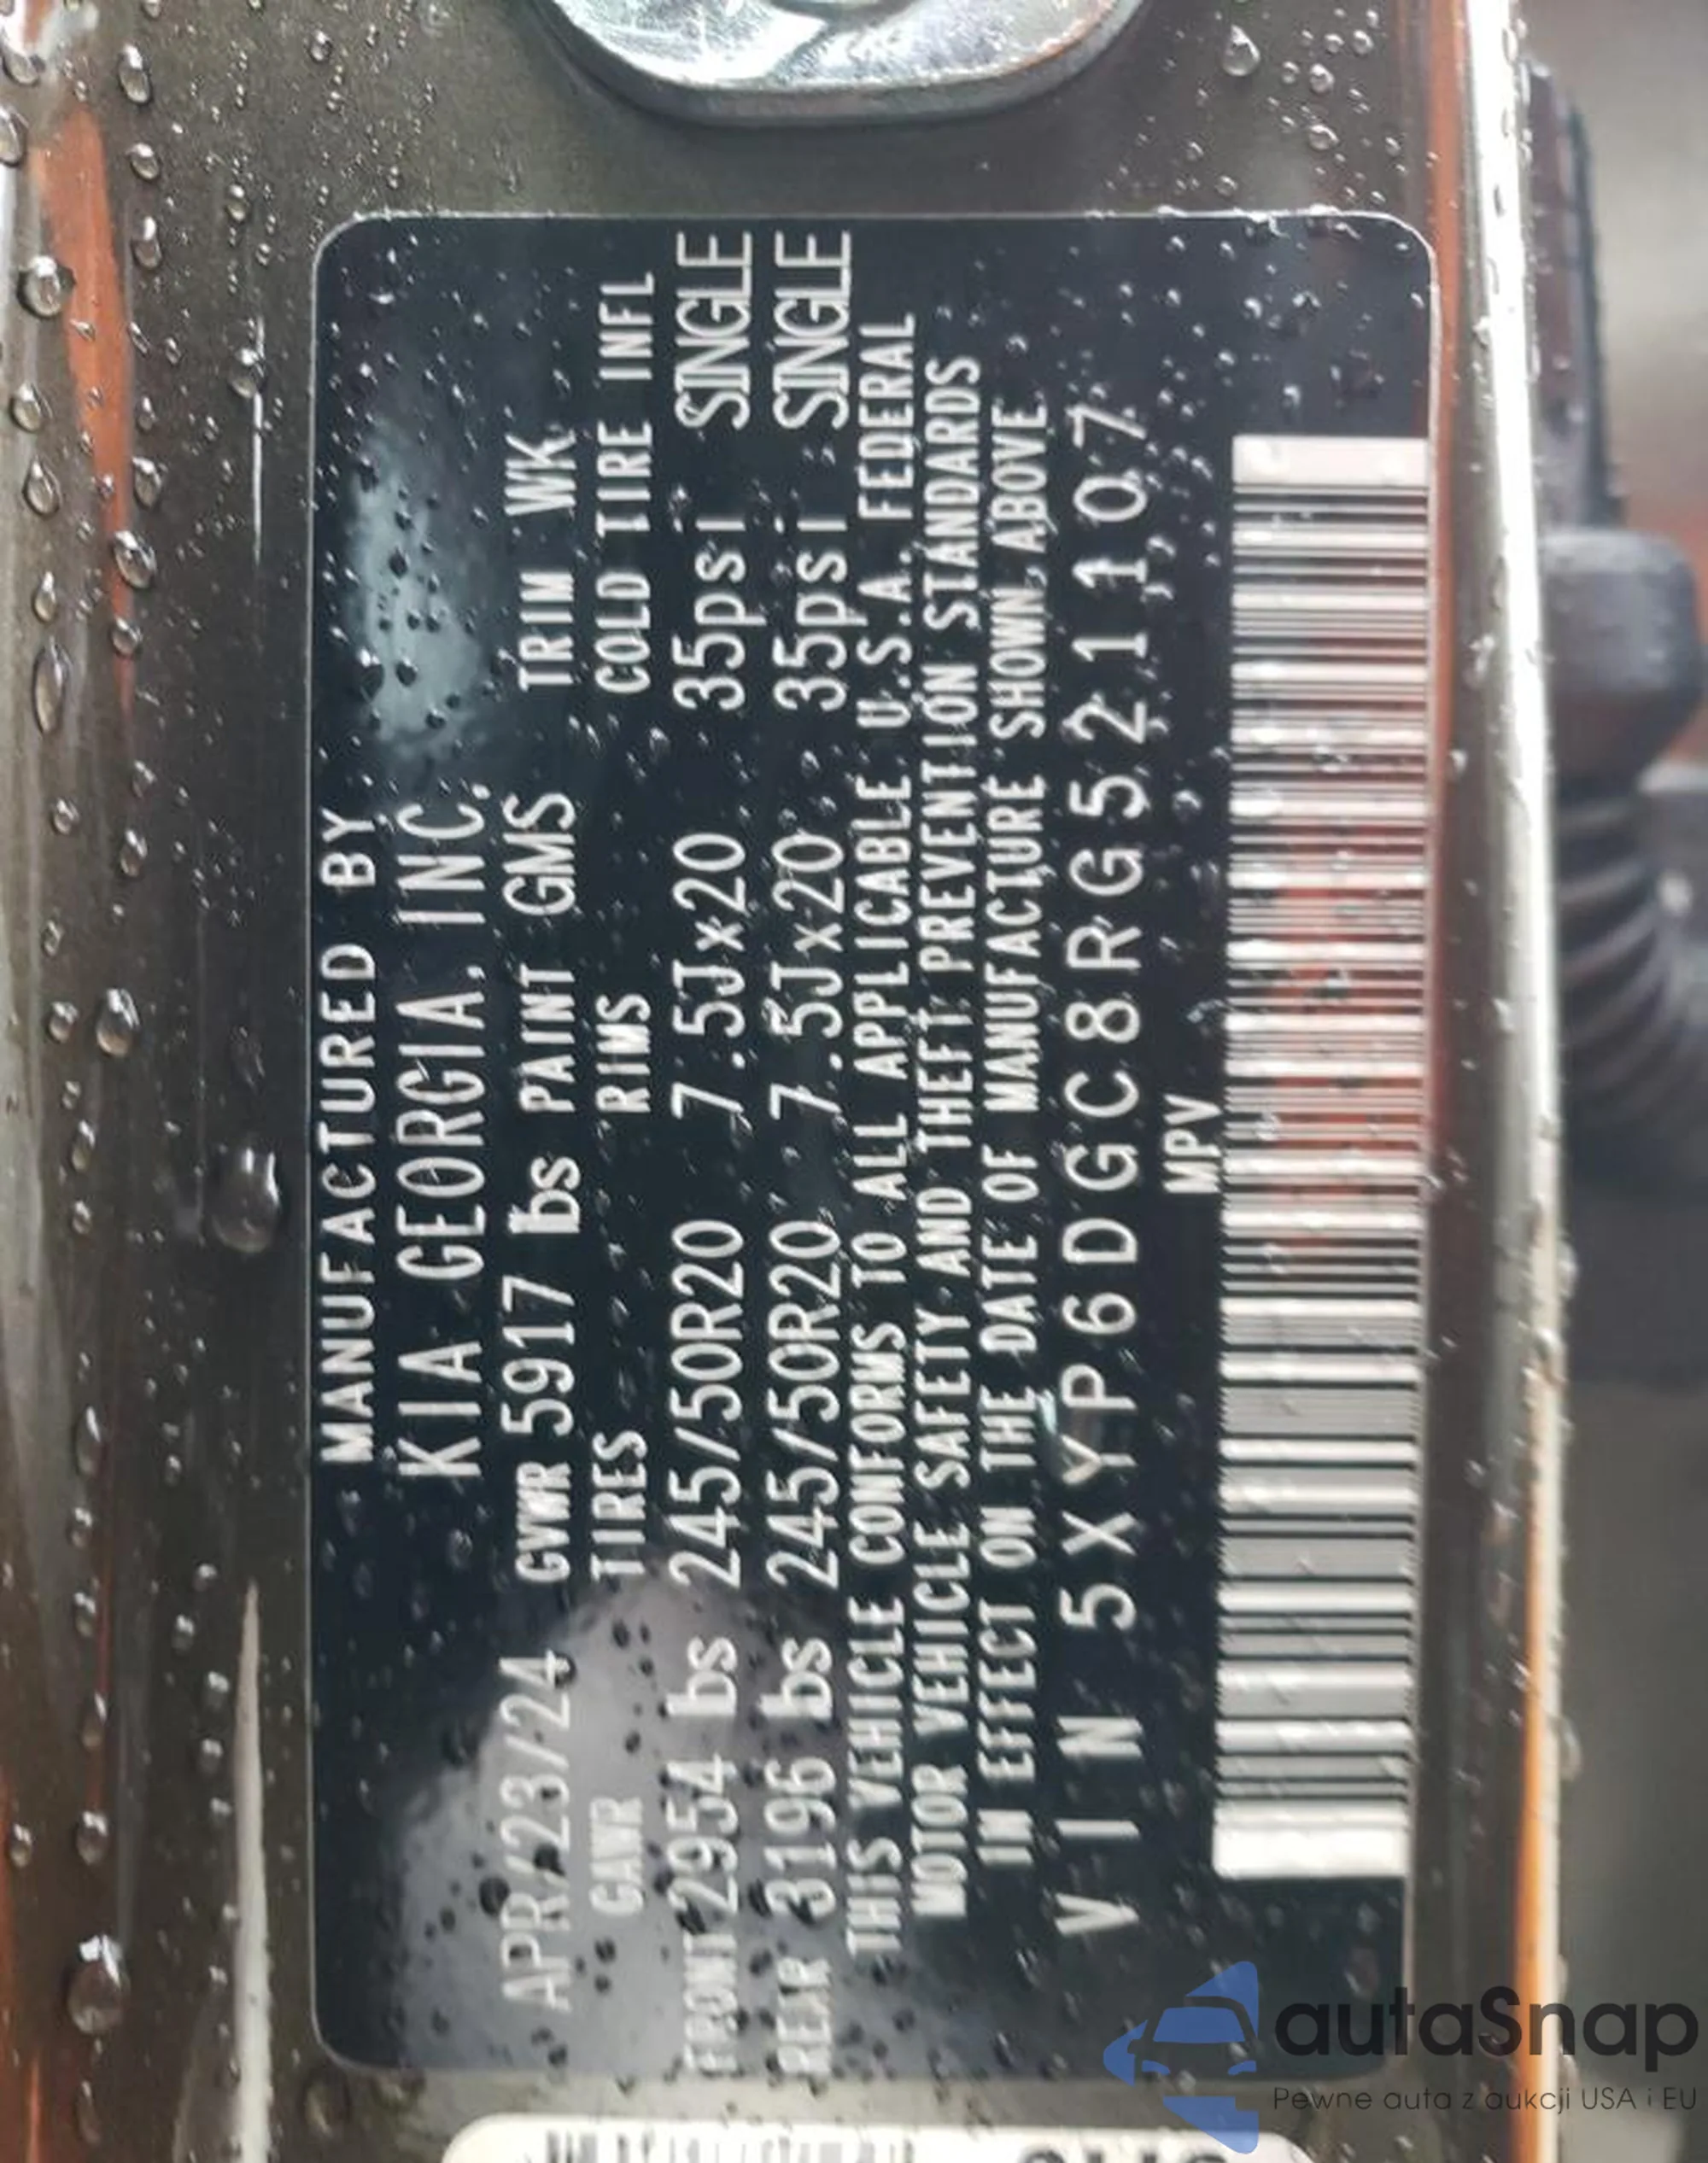 MANUFACTURED BY
KIA GEORGIA, INC.
APR/23/24 GVWR 5917 lbs PAINT GMS TRIM WK
GAWR TIRES RIMS COLD TIRE INFL
FRONT 2954 lbs 245/50R20 7.5Jx20 35psi SINGLE
REAR 3196 lbs 245/50R20 7.5Jx20 35psi SINGLE
THIS VEHICLE CONFORMS TO ALL APPLICABLE U.S.A. FEDERAL
MOTOR VEHICLE SAFETY AND THEFT PREVENTION STANDARDS
IN EFFECT ON THE DATE OF MANUFACTURE SHOWN ABOVE
VIN 5XYP6DGC8RG521107
MPV
autaSnap
Pewne auta z aukcji USA i EU